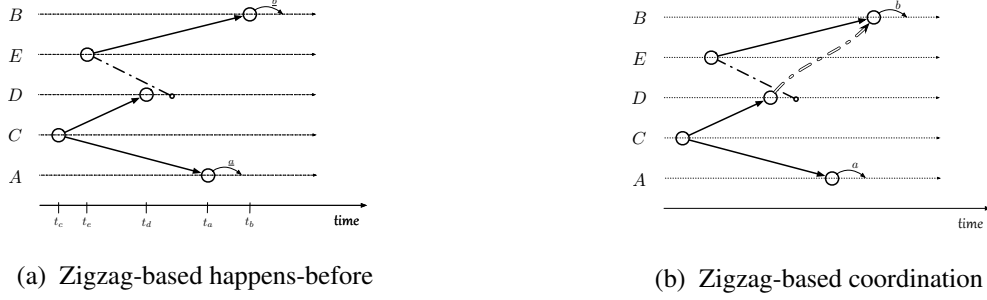 B
b
E
D
C
a
A
t_c t_e t_d t_a t_b time
(a) Zigzag-based happens-before
B
b
E
D
C
a
A
time
(b) Zigzag-based coordination